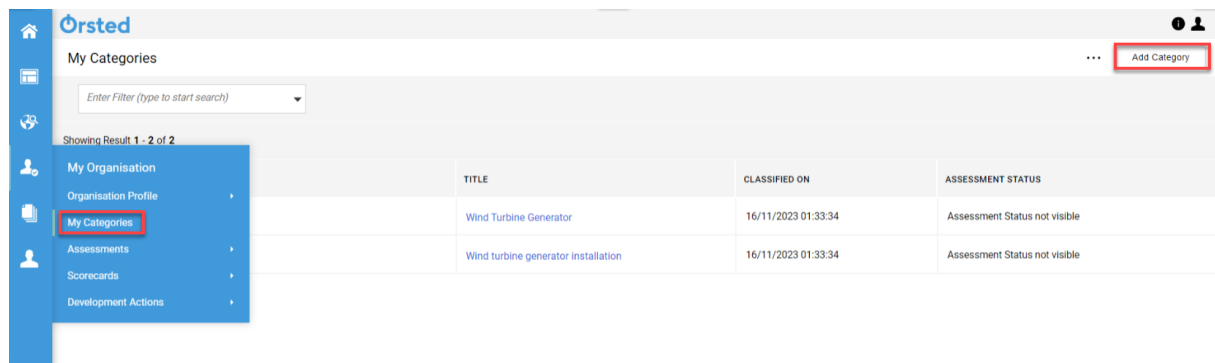 Ørsted
My Categories
... Add Category
Enter Filter (type to start search)
Showing Result 1 - 2 of 2
My Organisation
Organisation Profile
My Categories
Assessments
Scorecards
Development Actions
TITLE CLASSIFIED ON ASSESSMENT STATUS
Wind Turbine Generator 16/11/2023 01:33:34 Assessment Status not visible
Wind turbine generator installation 16/11/2023 01:33:34 Assessment Status not visible